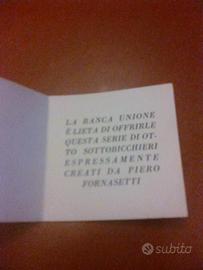 LA BANCA UNIONE
È LIETA DI OFFRIRLE
QUESTA SERIE DI OT-
TO SOTTOBICCHIERI
ESPRESSAMENTE
CREATI DA PIERO
FORNASETTI
subito